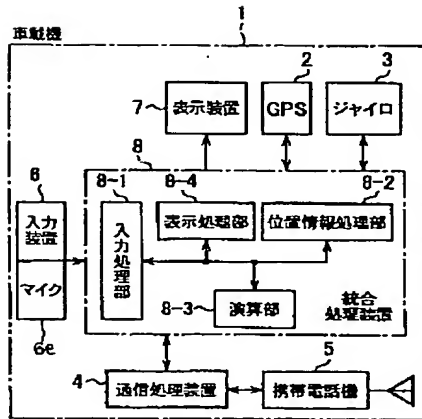 車載機
1
2
3
7
表示装置
GPS
ジャイロ
8
6
8-1
8-4
8-2
入力装置
マイク
6e
入力処理部
表示処理部
位置情報処理部
8-3
演算部
統合処理装置
4
通信処理装置
5
携帯電話機